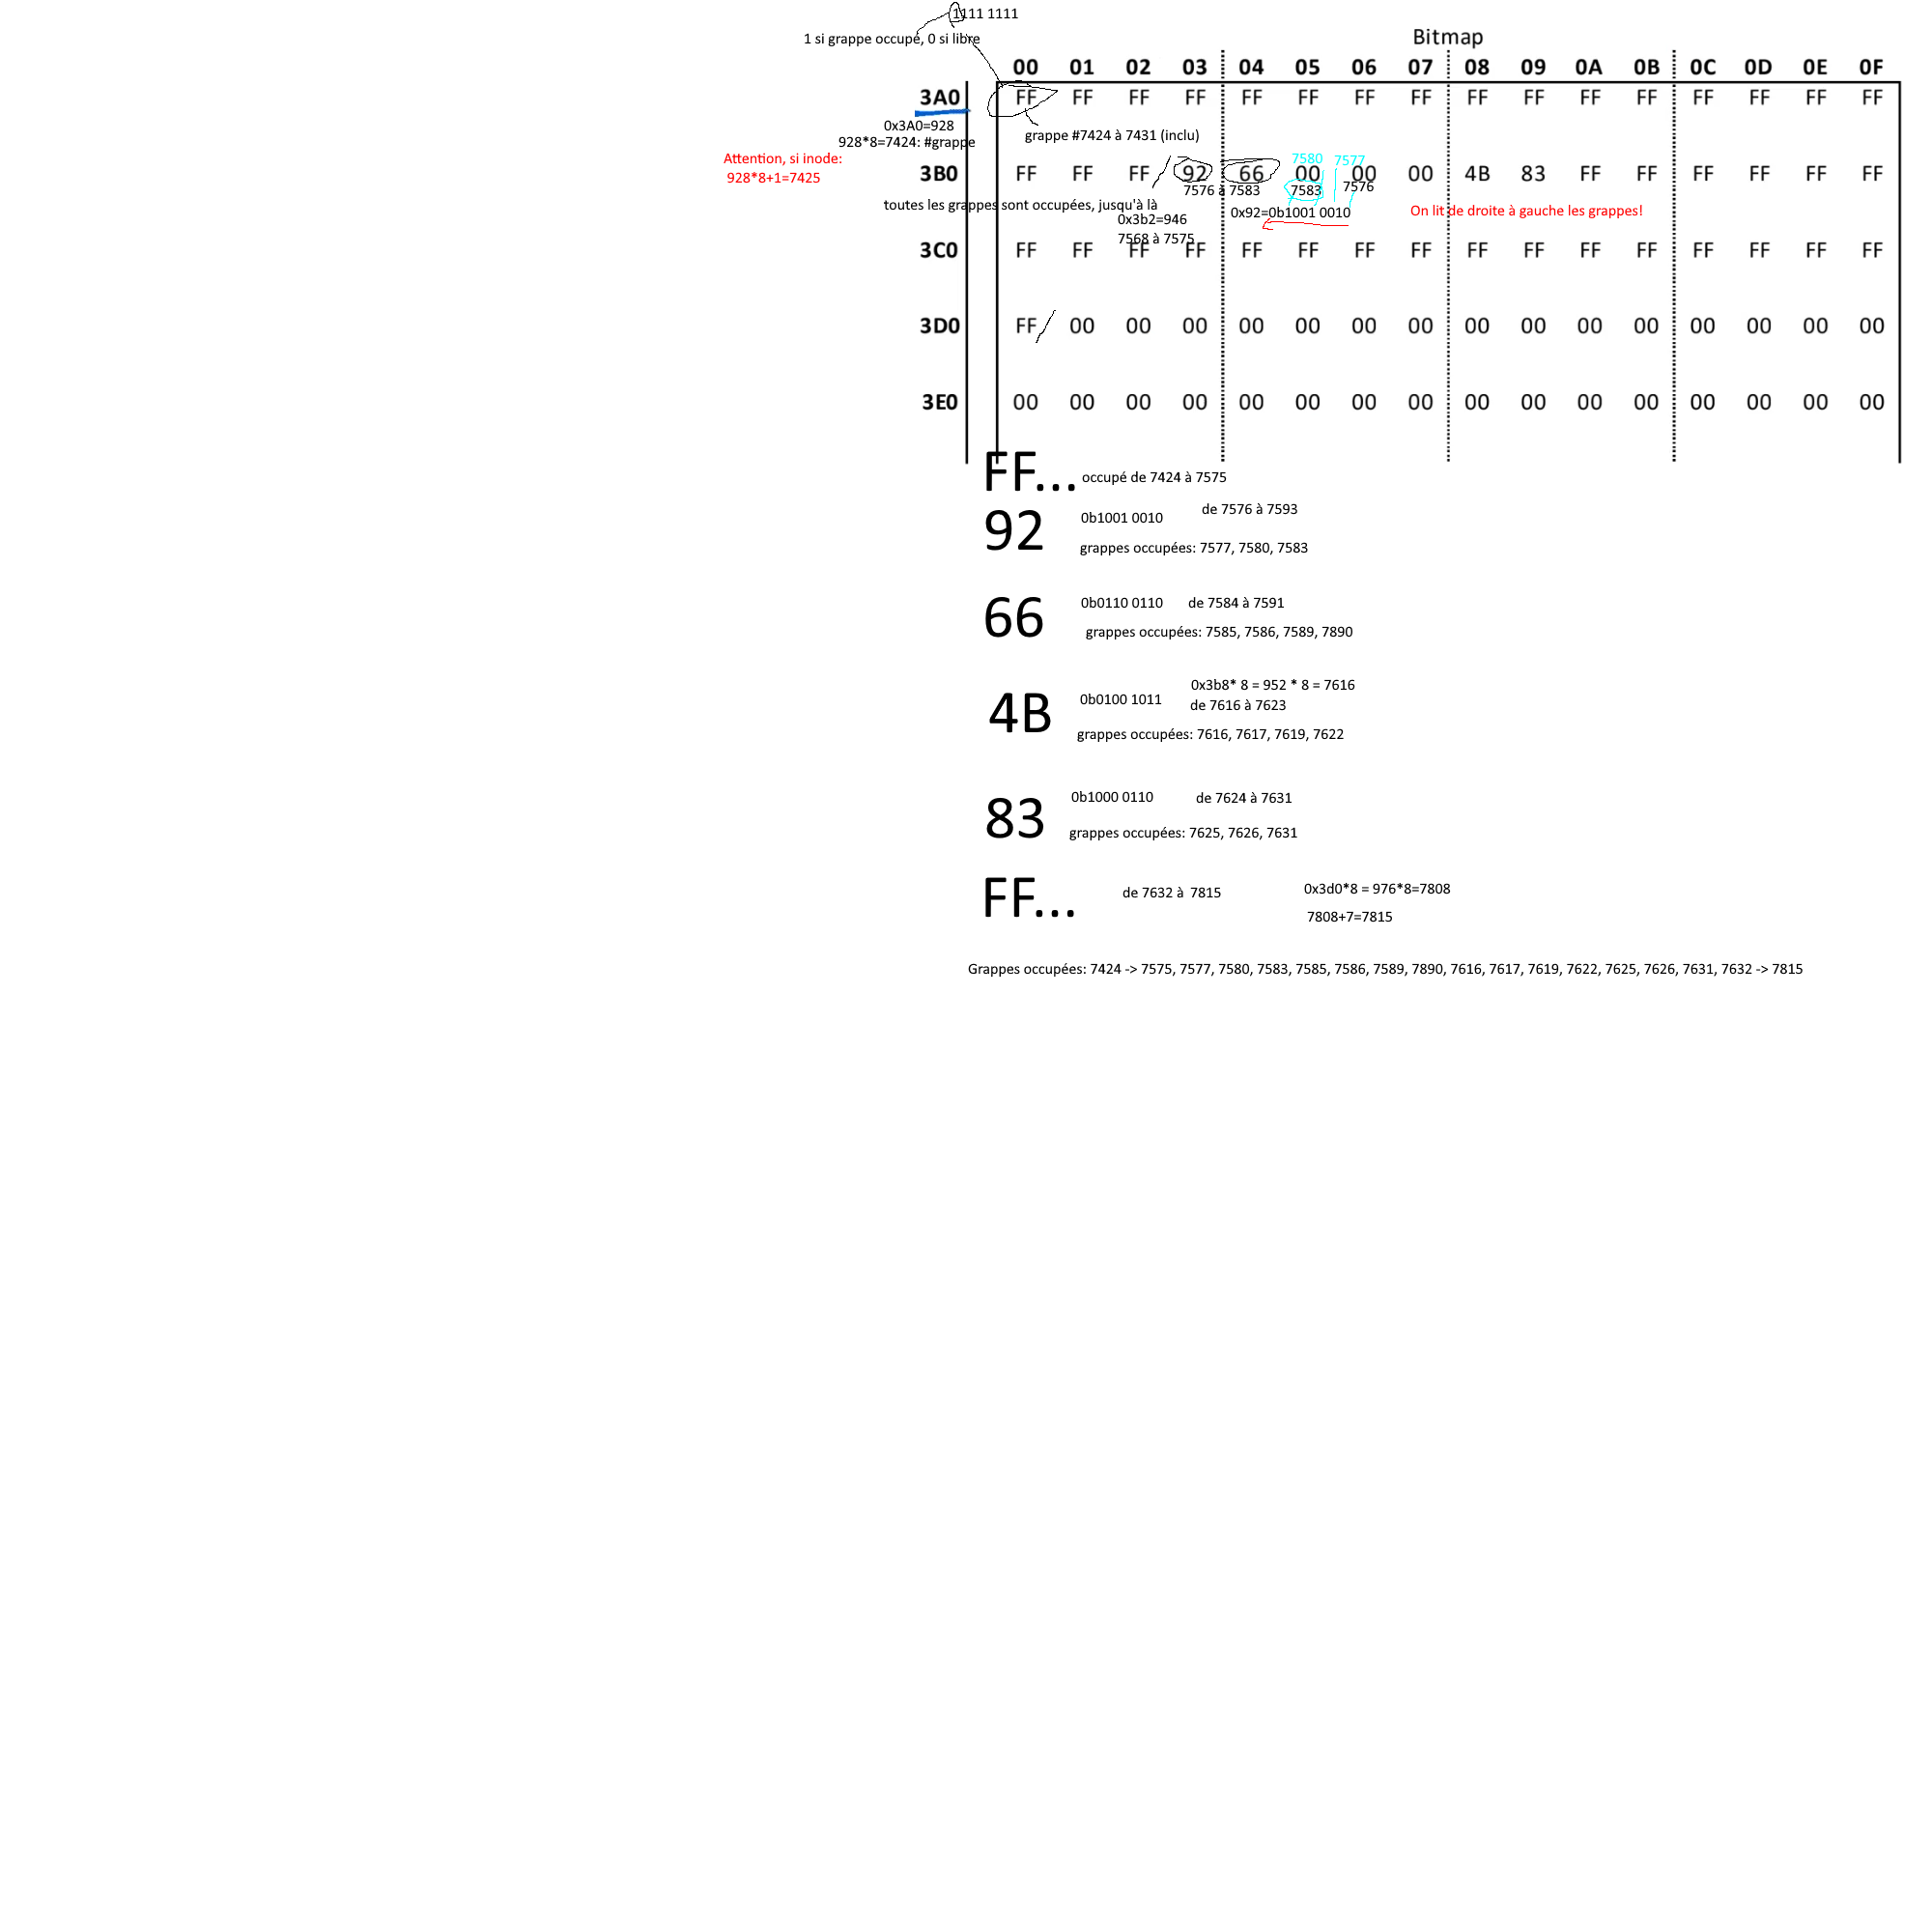 1111 1111
1 si grappe occupé, 0 si libre
Bitmap
00 01 02 03 04 05 06 07 08 09 0A 0B 0C 0D 0E 0F
3A0 FF FF FF FF FF FF FF FF FF FF FF FF FF FF FF FF
0x3A0=928
928*8=7424: #grappe
grappe #7424 à 7431 (inclu)
Attention, si inode:
928*8+1=7425
7580 7577
3B0 FF FF FF 92 66 00 00 00 4B 83 FF FF FF FF FF FF
7576 à 7583 7583 7576
toutes les grappes sont occupées, jusqu'à là
0x3b2=946
7568 à 7575
0x92=0b1001 0010
On lit de droite à gauche les grappes!
3C0 FF FF FF FF FF FF FF FF FF FF FF FF FF FF FF FF
3D0 FF 00 00 00 00 00 00 00 00 00 00 00 00 00 00 00
3E0 00 00 00 00 00 00 00 00 00 00 00 00 00 00 00 00
FF... occupé de 7424 à 7575
92 0b1001 0010 de 7576 à 7593
grappes occupées: 7577, 7580, 7583
66 0b0110 0110 de 7584 à 7591
grappes occupées: 7585, 7586, 7589, 7890
4B 0b0100 1011 0x3b8* 8 = 952 * 8 = 7616
de 7616 à 7623
grappes occupées: 7616, 7617, 7619, 7622
83 0b1000 0110 de 7624 à 7631
grappes occupées: 7625, 7626, 7631
FF... de 7632 à 7815 0x3d0*8 = 976*8=7808
7808+7=7815
Grappes occupées: 7424 -> 7575, 7577, 7580, 7583, 7585, 7586, 7589, 7890, 7616, 7617, 7619, 7622, 7625, 7626, 7631, 7632 -> 7815